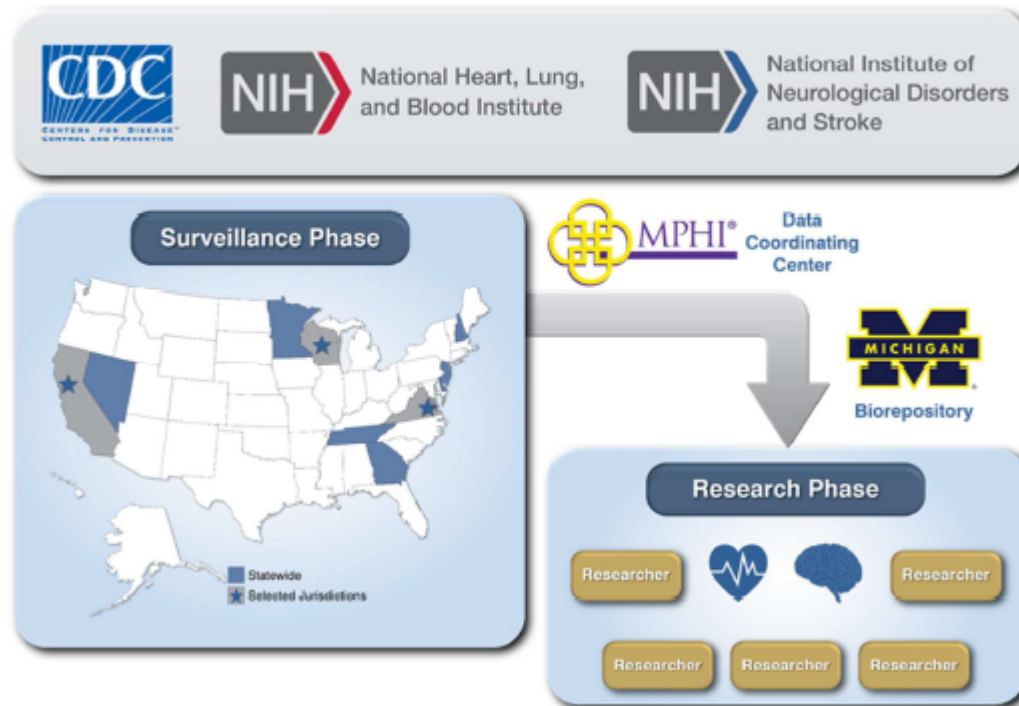 CDC
CENTERS FOR DISEASE™
CONTROL AND PREVENTION
NIH
National Heart, Lung,
and Blood Institute
NIH
National Institute of
Neurological Disorders
and Stroke
Surveillance Phase
Statewide
Selected Jurisdictions
MPHI®
Data
Coordinating
Center
M
MICHIGAN
®
Biorepository
Research Phase
Researcher
Researcher
Researcher
Researcher
Researcher